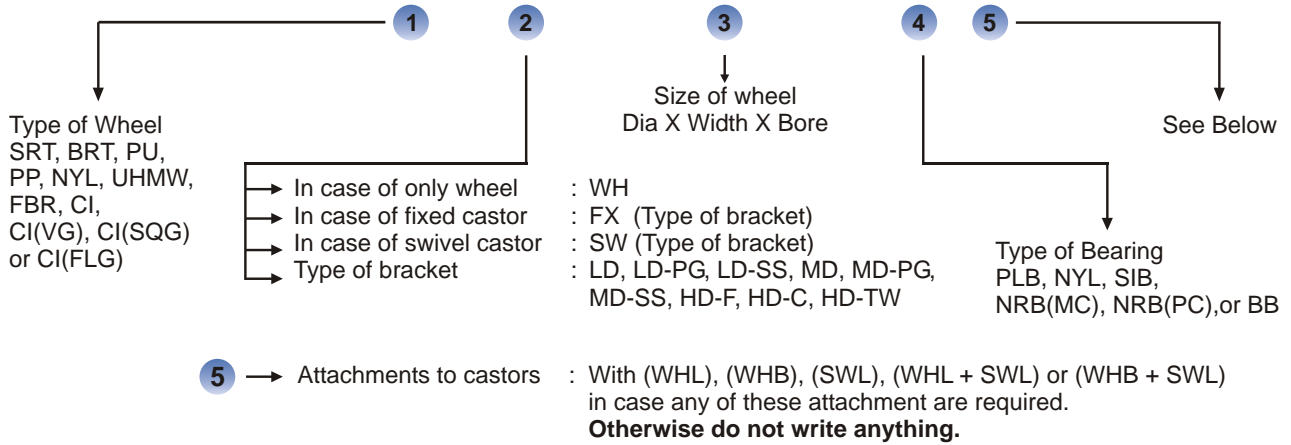 1 2 3 4 5
Type of Wheel
SRT, BRT, PU,
PP, NYL, UHMW,
FBR, CI,
CI(VG), CI(SQG)
or CI(FLG)
In case of only wheel : WH
In case of fixed castor : FX (Type of bracket)
In case of swivel castor : SW (Type of bracket)
Type of bracket : LD, LD-PG, LD-SS, MD, MD-PG,
MD-SS, HD-F, HD-C, HD-TW
Size of wheel
Dia X Width X Bore
Type of Bearing
PLB, NYL, SIB,
NRB(MC), NRB(PC),or BB
See Below
5 Attachments to castors : With (WHL), (WHB), (SWL), (WHL + SWL) or (WHB + SWL)
in case any of these attachment are required.
Otherwise do not write anything.